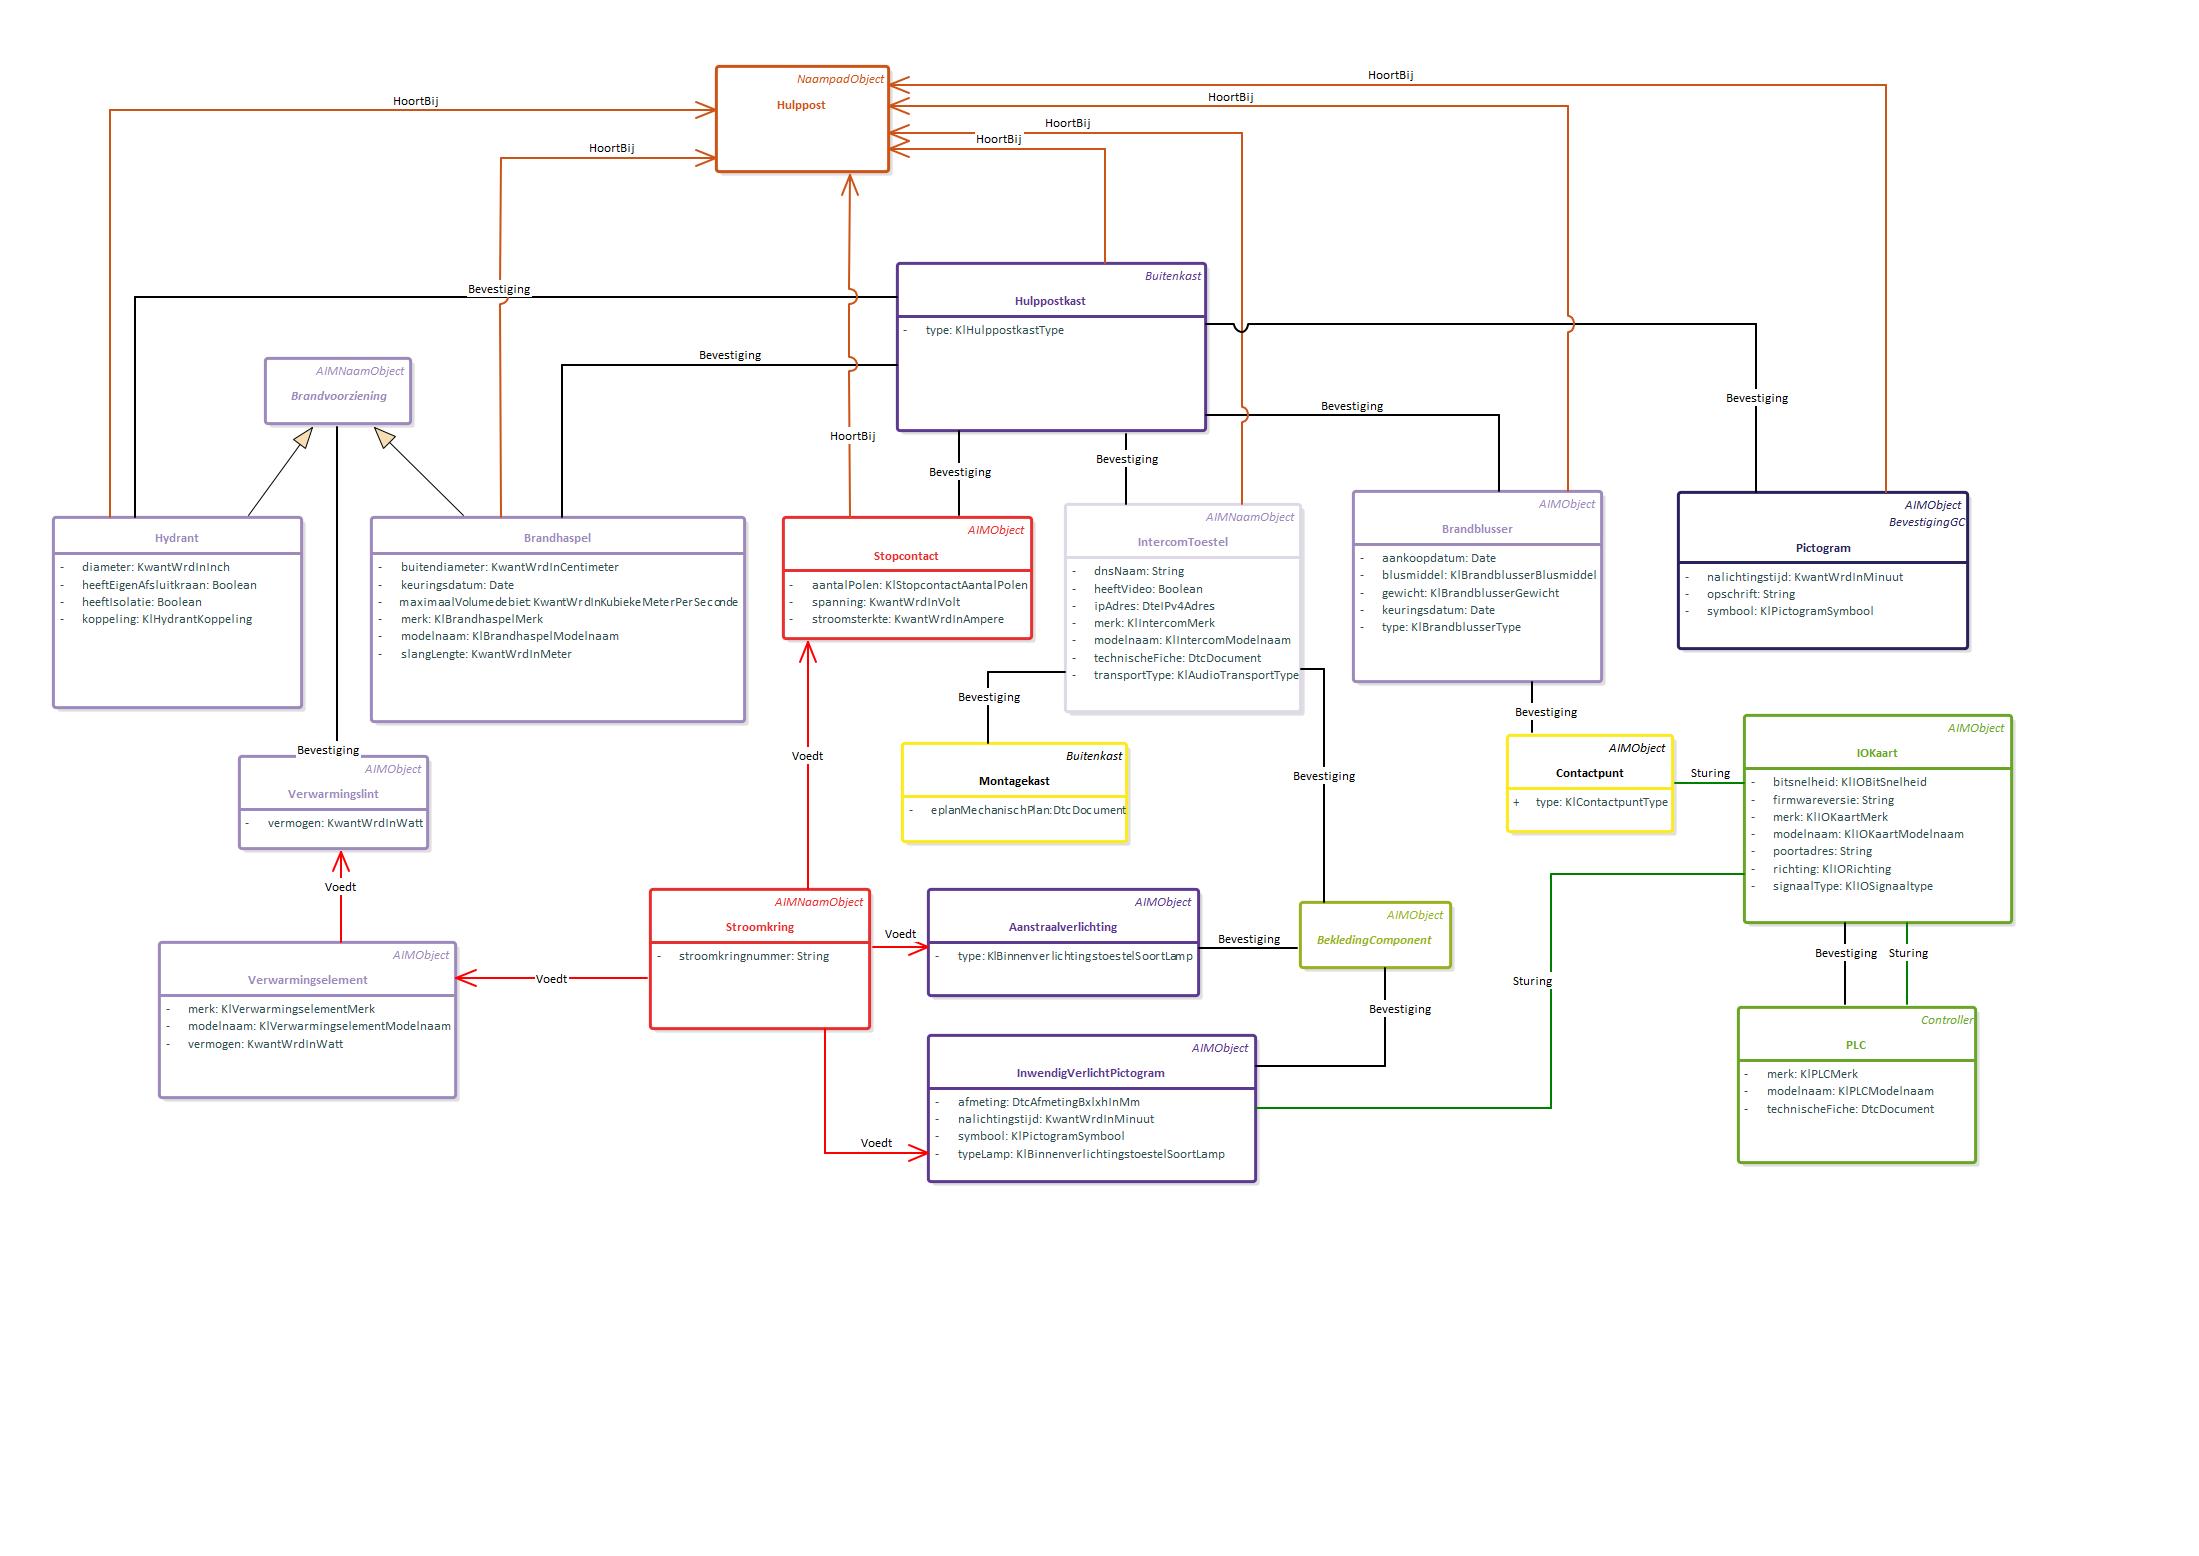 NaampadObject
Hulppost
HoortBij
HoortBij
HoortBij
HoortBij
HoortBij
HoortBij
HoortBij
Buitenkast
Hulppostkast
- type: KlHulppostkastType
Bevestiging
Bevestiging
Bevestiging
Bevestiging
Bevestiging
Bevestiging
AIMNaamObject
Brandvoorziening
Hydrant
- diameter: KwantWrdInInch
- heeftEigenAfsluitkraan: Boolean
- heeftIsolatie: Boolean
- koppeling: KlHydrantKoppeling
Brandhaspel
- buitendiameter: KwantWrdInCentimeter
- keuringsdatum: Date
- maximaalVolumedebiet: KwantWrdInKubiekeMeterPerSeconde
- merk: KlBrandhaspelMerk
- modelnaam: KlBrandhaspelModelnaam
- slangLengte: KwantWrdInMeter
AIMObject
Stopcontact
- aantalPolen: KlStopcontactAantalPolen
- spanning: KwantWrdInVolt
- stroomsterkte: KwantWrdInAmpere
AIMNaamObject
IntercomToestel
- dnsNaam: String
- heeftVideo: Boolean
- ipAdres: DteIPv4Adres
- merk: KlIntercomMerk
- modelnaam: KlIntercomModelnaam
- technischeFiche: DtcDocument
- transportType: KlAudioTransportType
AIMObject
Brandblusser
- aankoopdatum: Date
- blusmiddel: KlBrandblusserBlusmiddel
- gewicht: KlBrandblusserGewicht
- keuringsdatum: Date
- type: KlBrandblusserType
AIMObject
BevestigingGC
Pictogram
- nalichtingstijd: KwantWrdInMinuut
- opschrift: String
- symbool: KlPictogramSymbool
Bevestiging
Bevestiging
Bevestiging
Bevestiging
Voedt
AIMObject
Verwarmingslint
- vermogen: KwantWrdInWatt
Buitenkast
Montagekast
- eplanMechanischPlan: DtcDocument
AIMObject
Contactpunt
+ type: KlContactpuntType
Sturing
AIMObject
IOKaart
- bitsnelheid: KlIOBitSnelheid
- firmwareversie: String
- merk: KlIOKaartMerk
- modelnaam: KlIOKaartModelnaam
- poortadres: String
- richting: KlIORichting
- signaalType: KlIOSignaaltype
Voedt
AIMNaamObject
Stroomkring
- stroomkringnummer: String
Voedt
Voedt
AIMObject
Aanstraalverlichting
- type: KlBinnenverlichtingstoestelSoortLamp
Bevestiging
AIMObject
BekledingComponent
Bevestiging
Sturing
Bevestiging
Sturing
AIMObject
Verwarmingselement
- merk: KlVerwarmingselementMerk
- modelnaam: KlVerwarmingselementModelnaam
- vermogen: KwantWrdInWatt
AIMObject
InwendigVerlichtPictogram
- afmeting: DtcAfmetingBxlxhInMm
- nalichtingstijd: KwantWrdInMinuut
- symbool: KlPictogramSymbool
- typeLamp: KlBinnenverlichtingstoestelSoortLamp
Voedt
Controller
PLC
- merk: KlPLCMerk
- modelnaam: KlPLCModelnaam
- technischeFiche: DtcDocument